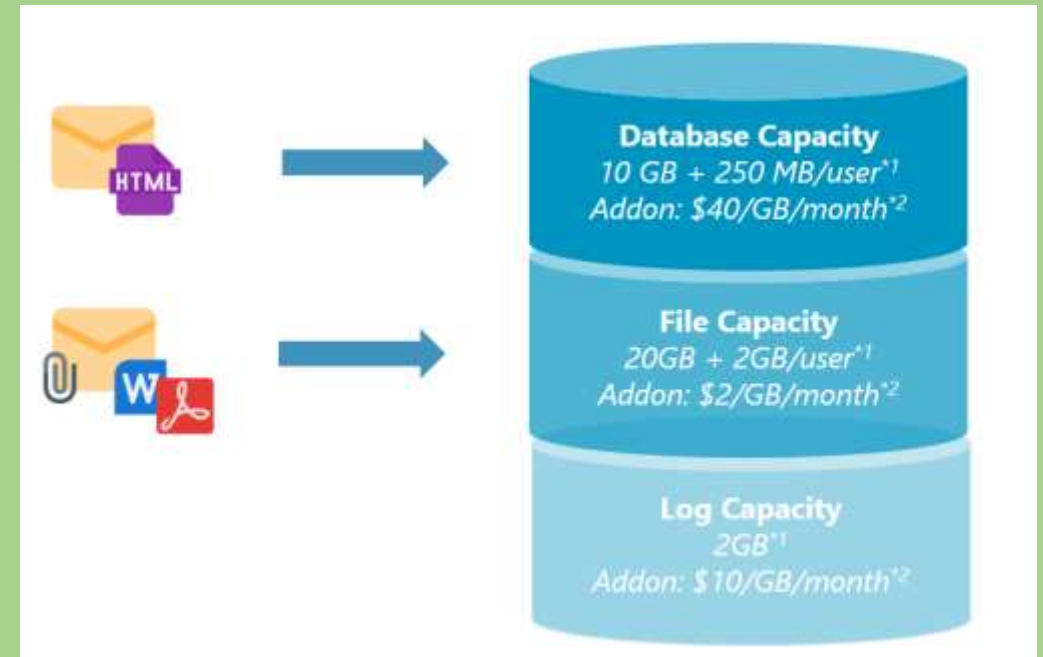 HTML
W
Database Capacity
10 GB + 250 MB/user*1
Addon: $40/GB/month*2
File Capacity
20GB + 2GB/user*1
Addon: $2/GB/month*2
Log Capacity
2GB*1
Addon: $10/GB/month*2